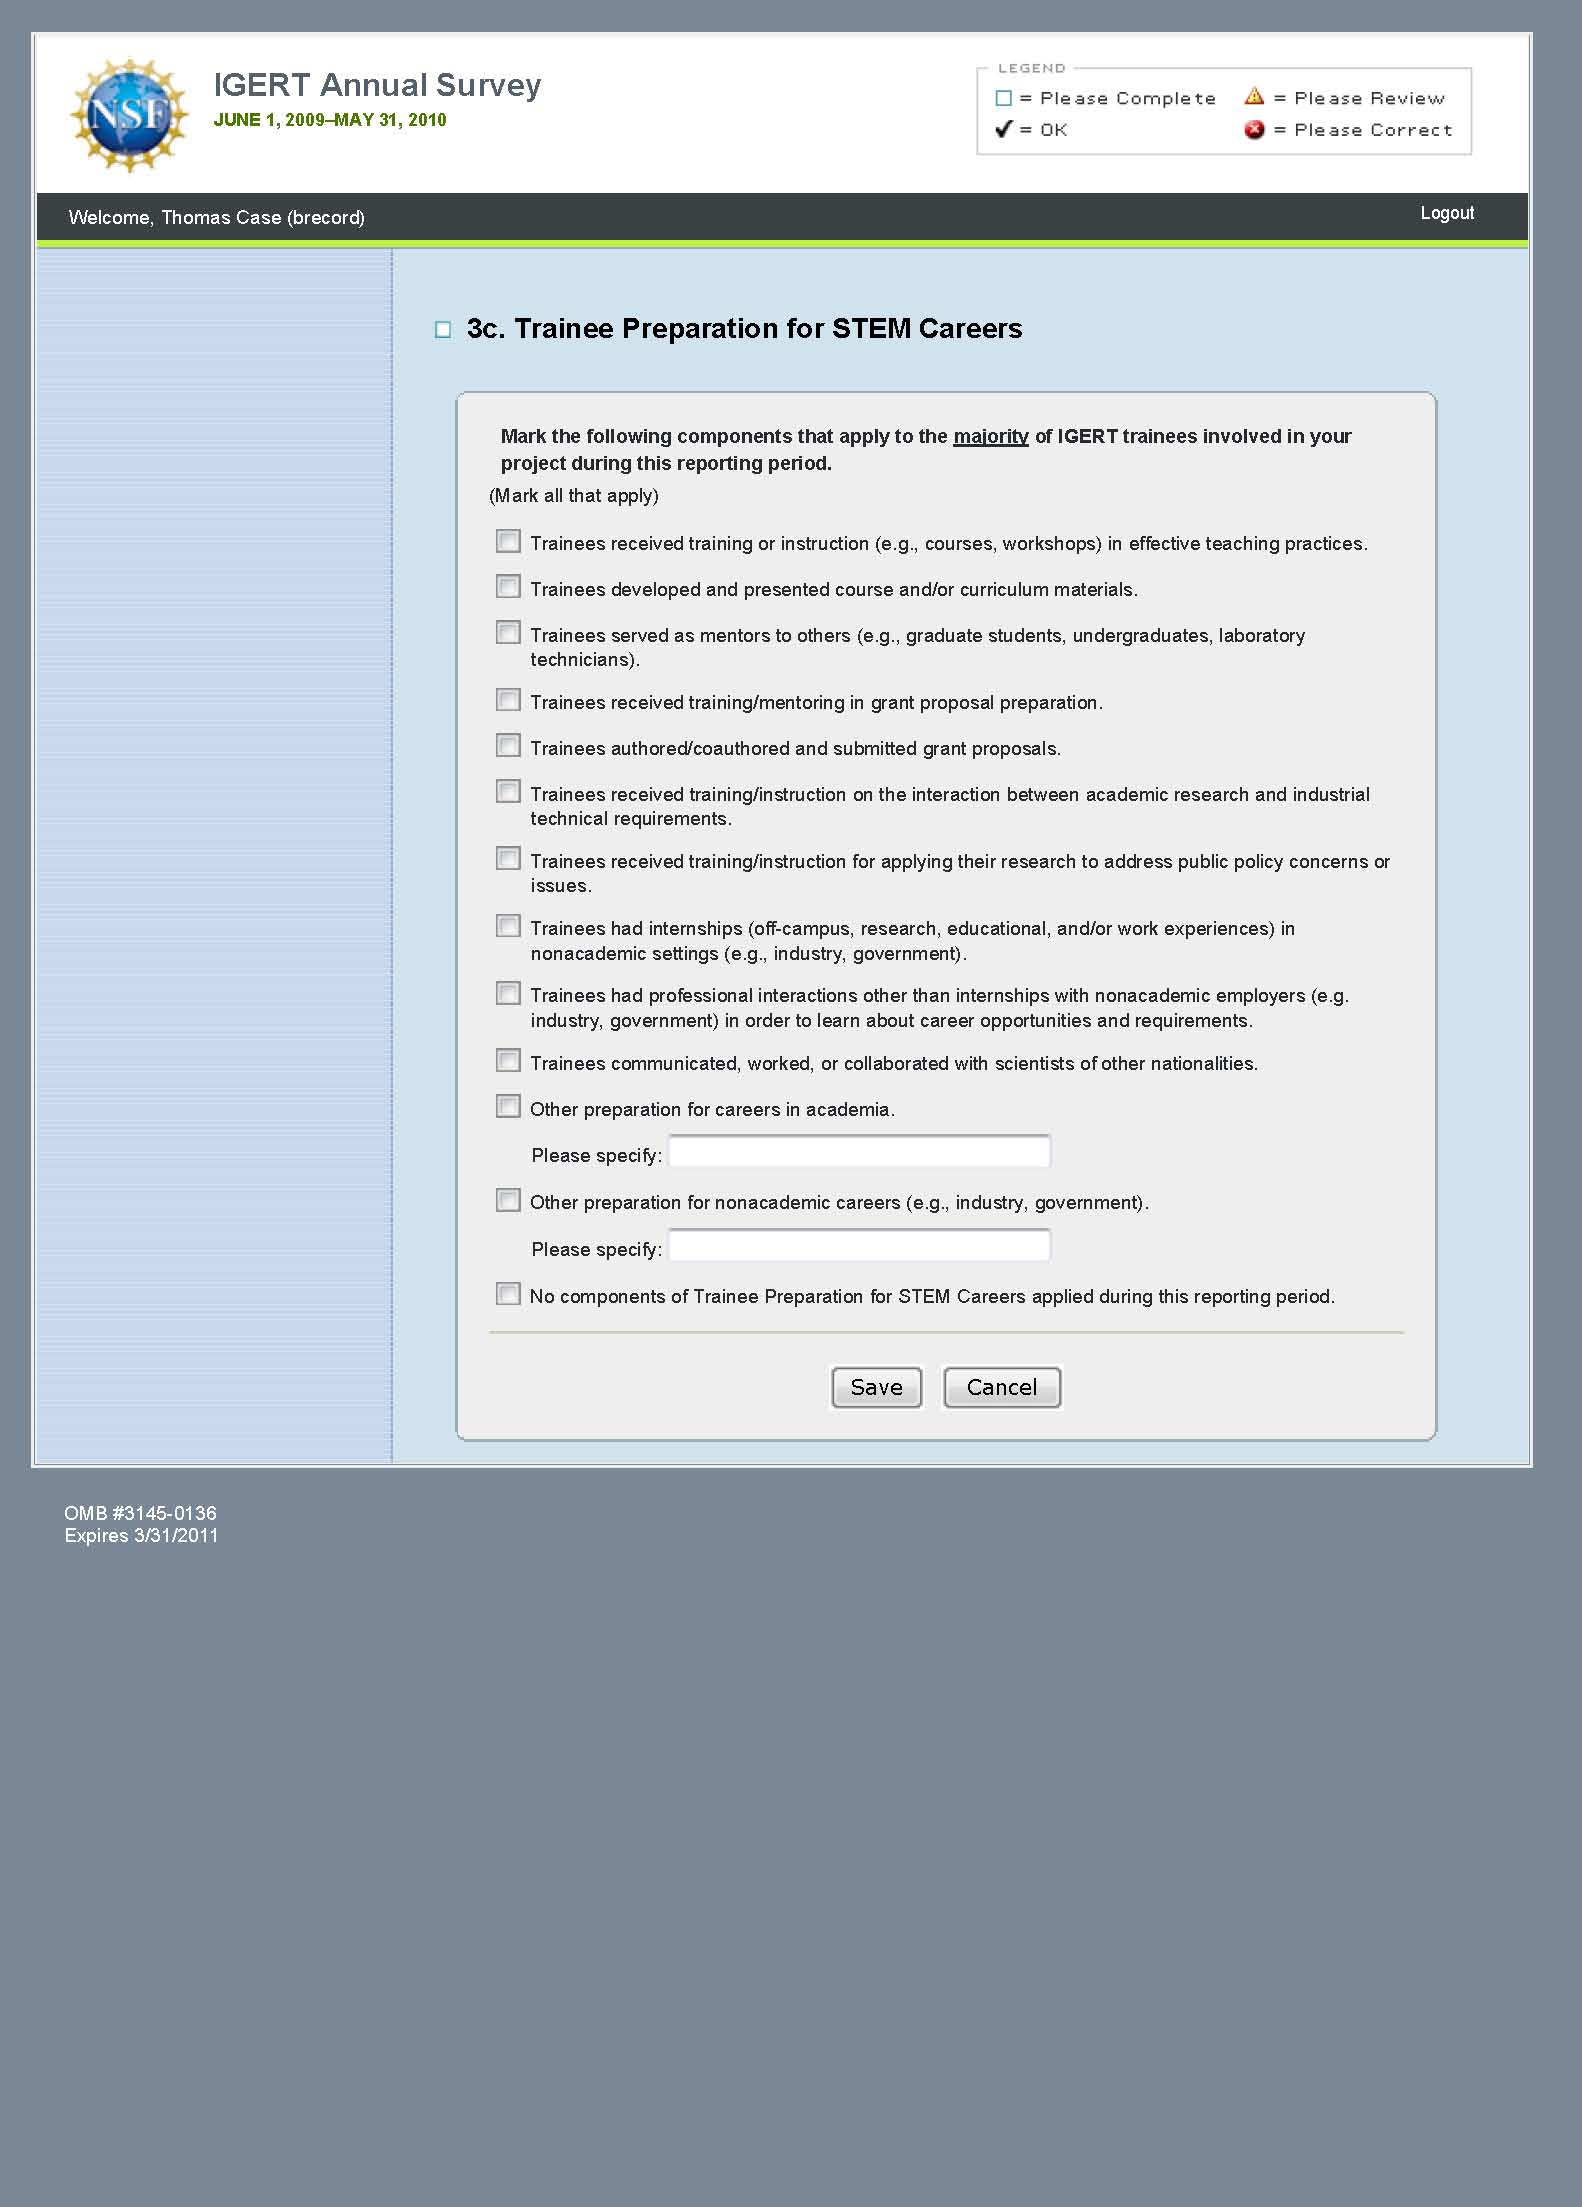 NSF
IGERT Annual Survey
JUNE 1, 2009–MAY 31, 2010
LEGEND
= Please Complete
= Please Review
= OK
= Please Correct
Welcome, Thomas Case (brecord)
Logout
3c. Trainee Preparation for STEM Careers
Mark the following components that apply to the majority of IGERT trainees involved in your
project during this reporting period.
(Mark all that apply)
Trainees received training or instruction (e.g., courses, workshops) in effective teaching practices.
Trainees developed and presented course and/or curriculum materials.
Trainees served as mentors to others (e.g., graduate students, undergraduates, laboratory
technicians).
Trainees received training/mentoring in grant proposal preparation.
Trainees authored/coauthored and submitted grant proposals.
Trainees received training/instruction on the interaction between academic research and industrial
technical requirements.
Trainees received training/instruction for applying their research to address public policy concerns or
issues.
Trainees had internships (off-campus, research, educational, and/or work experiences) in
nonacademic settings (e.g., industry, government).
Trainees had professional interactions other than internships with nonacademic employers (e.g.
industry, government) in order to learn about career opportunities and requirements.
Trainees communicated, worked, or collaborated with scientists of other nationalities.
Other preparation for careers in academia.
Please specify:
Other preparation for nonacademic careers (e.g., industry, government).
Please specify:
No components of Trainee Preparation for STEM Careers applied during this reporting period.
Save
Cancel
OMB #3145-0136
Expires 3/31/2011